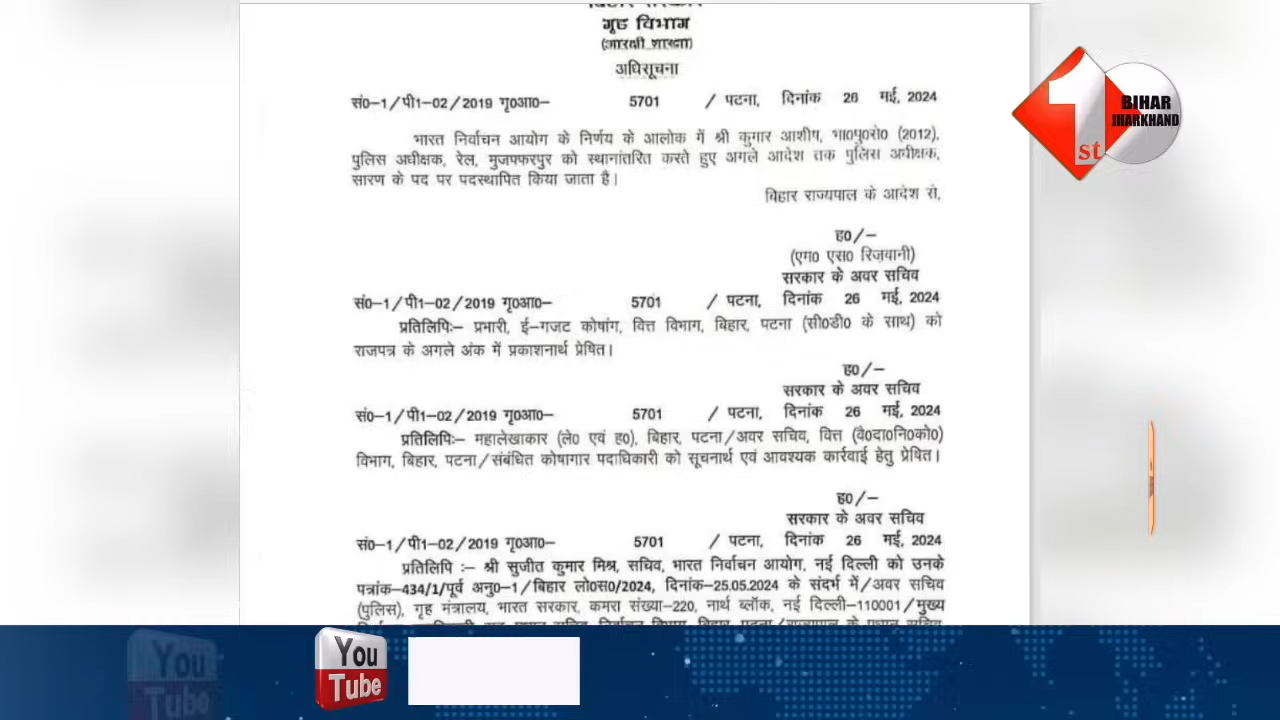 बिहार सरकार
गृह विभाग
(आरक्षी शाखा)
अधिसूचना
सं0–1/पी1–02/2019 गृ0आ0– 5701 /पटना, दिनांक 26 मई, 2024
भारत निर्वाचन आयोग के निर्णय के आलोक में श्री कुमार आशीष, भा0पु0से0 (2012),
पुलिस अधीक्षक, रेल, मुजफ्फरपुर को स्थानांतरित करते हुए अगले आदेश तक पुलिस अधीक्षक,
सारण के पद पर पदस्थापित किया जाता है।
बिहार राज्यपाल के आदेश से,
ह0/–
(एम0 एस0 रिज़वानी)
सरकार के अवर सचिव
सं0–1/पी1–02/2019 गृ0आ0– 5701 /पटना, दिनांक 26 मई, 2024
प्रतिलिपिः– प्रभारी, ई–गजट कोषांग, वित्त विभाग, बिहार, पटना (सी0डी0 के साथ) को
राजपत्र के अगले अंक में प्रकाशनार्थ प्रेषित।
ह0/–
सरकार के अवर सचिव
सं0–1/पी1–02/2019 गृ0आ0– 5701 /पटना, दिनांक 26 मई, 2024
प्रतिलिपिः– महालेखाकार (ले0 एवं ह0), बिहार, पटना/अवर सचिव, वित्त (वै0दा0नि0को0)
विभाग, बिहार, पटना/संबंधित कोषागार पदाधिकारी को सूचनार्थ एवं आवश्यक कार्रवाई हेतु प्रेषित।
ह0/–
सरकार के अवर सचिव
सं0–1/पी1–02/2019 गृ0आ0– 5701 /पटना, दिनांक 26 मई, 2024
प्रतिलिपि :– श्री सुजीत कुमार मिश्र, सचिव, भारत निर्वाचन आयोग, नई दिल्ली को उनके
पत्रांक–434/1/पूर्व अनु0–1/बिहार लो0स0/2024, दिनांक–25.05.2024 के संदर्भ में/अवर सचिव
(पुलिस), गृह मंत्रालय, भारत सरकार, कमरा संख्या–220, नार्थ ब्लॉक, नई दिल्ली–110001/मुख्य
1st BIHAR JHARKHAND
You Tube
You Tube